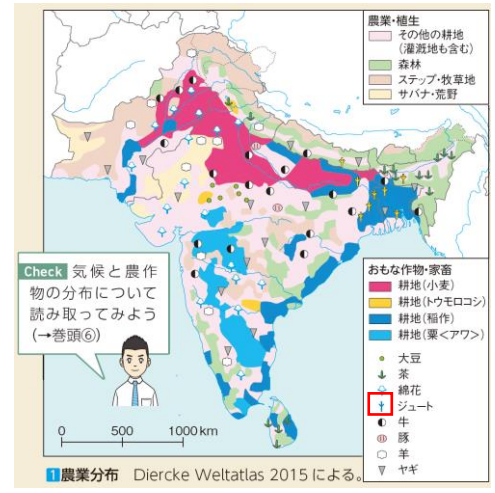 農業・植生
その他の耕地
(灌漑地も含む)
森林
ステップ・牧草地
サバナ・荒野
Check 気候と農作
物の分布について
読み取ってみよう
(→巻頭⑥)
おもな作物・家畜
耕地(小麦)
耕地(トウモロコシ)
耕地(稲作)
耕地(粟<アワ>)
大豆
茶
綿花
ジュート
牛
豚
羊
ヤギ
0 500 1000km
1農業分布 Diercke Weltatlas 2015による。